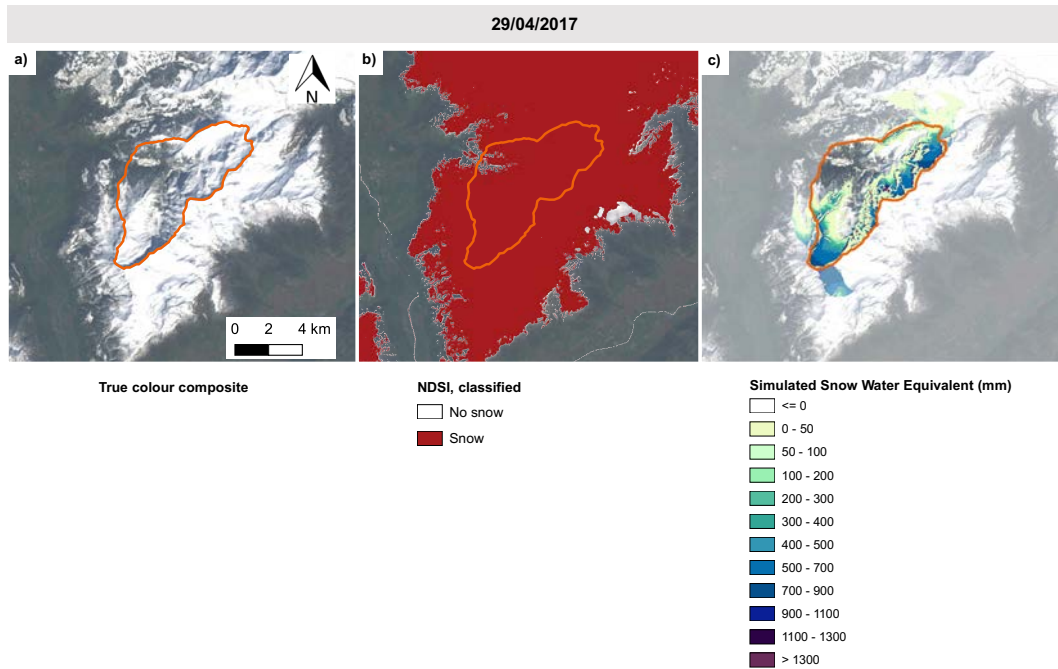 29/04/2017
a)
b)
c)
N
0 2 4 km
True colour composite
NDSI, classified
No snow
Snow
Simulated Snow Water Equivalent (mm)
<= 0
0 - 50
50 - 100
100 - 200
200 - 300
300 - 400
400 - 500
500 - 700
700 - 900
900 - 1100
1100 - 1300
> 1300